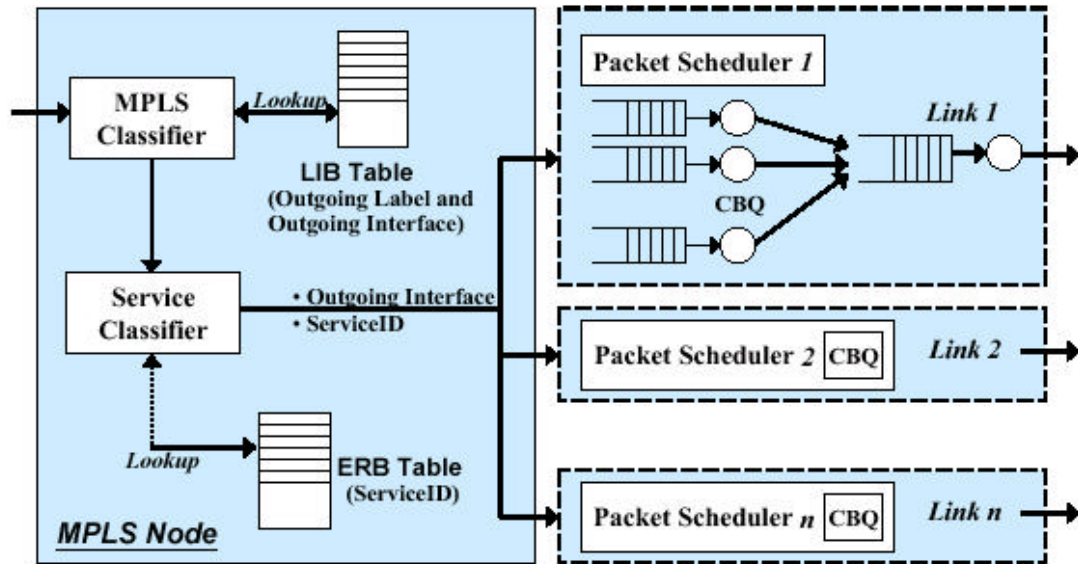 MPLS
Classifier
Lookup
LIB Table
(Outgoing Label and
Outgoing Interface)
Service
Classifier
• Outgoing Interface
• ServiceID
Lookup
ERB Table
(ServiceID)
MPLS Node
Packet Scheduler 1
Link 1
CBQ
Packet Scheduler 2 CBQ
Link 2
Packet Scheduler n CBQ
Link n